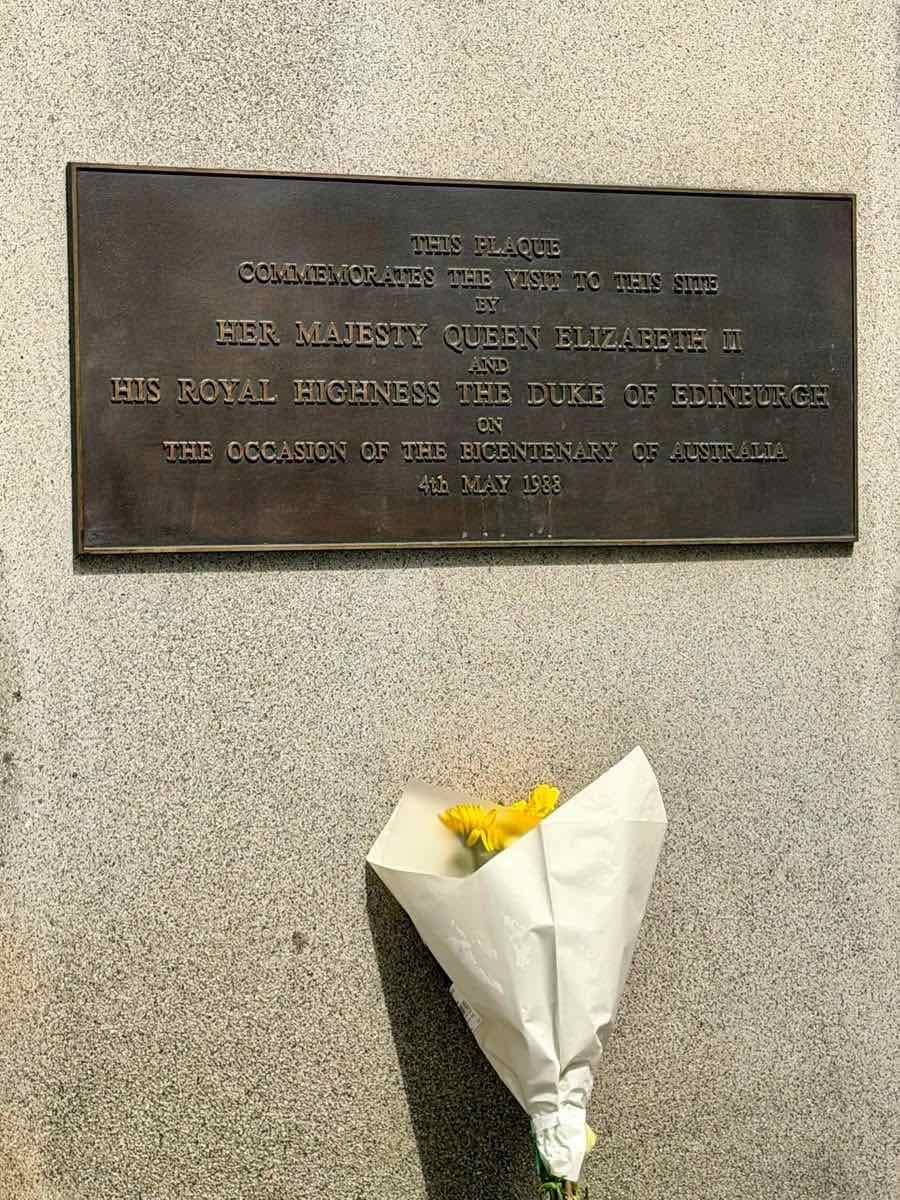 THIS PLAQUE
COMMEMORATES THE VISIT TO THIS SITE
BY
HER MAJESTY QUEEN ELIZABETH II
AND
HIS ROYAL HIGHNESS THE DUKE OF EDINBURGH
ON
THE OCCASION OF THE BICENTENARY OF AUSTRALIA
4th MAY 1988